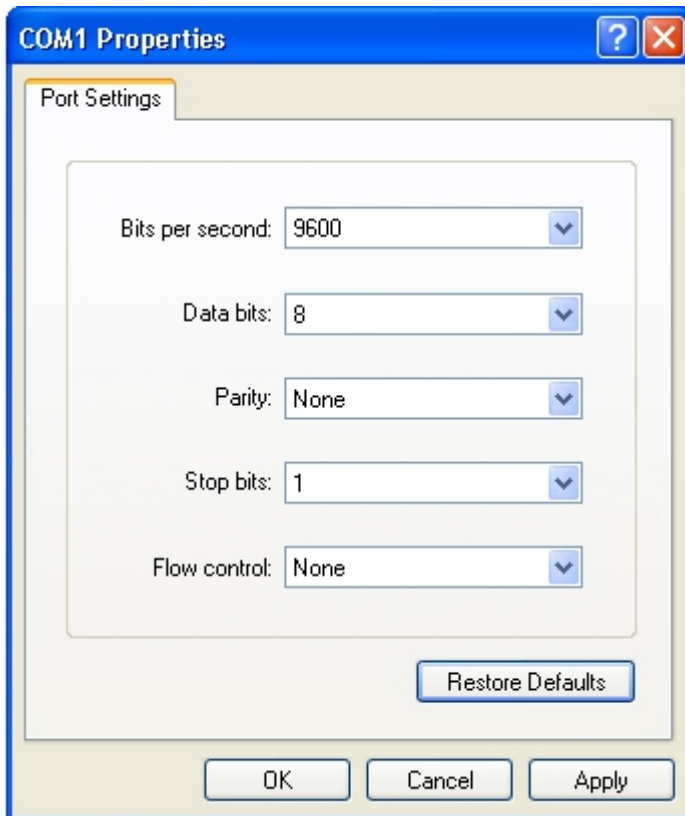 COM1 Properties
Port Settings
Bits per second: 9600
Data bits: 8
Parity: None
Stop bits: 1
Flow control: None
Restore Defaults
OK Cancel Apply